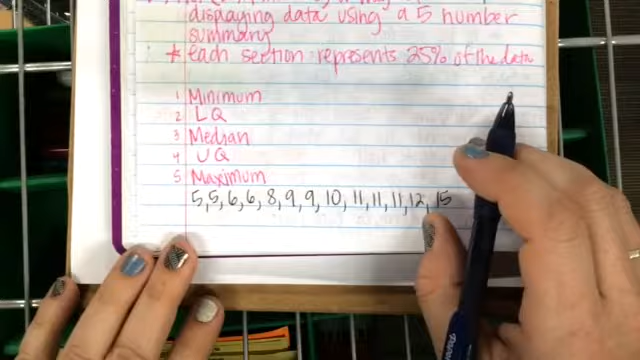 displaying data using a 5 number
summary
* each section represents 25% of the data
1 Minimum
2 LQ
3 Median
4 UQ
5 Maximum
5,5,6,6,8,9,9,10,11,11,11,12,15